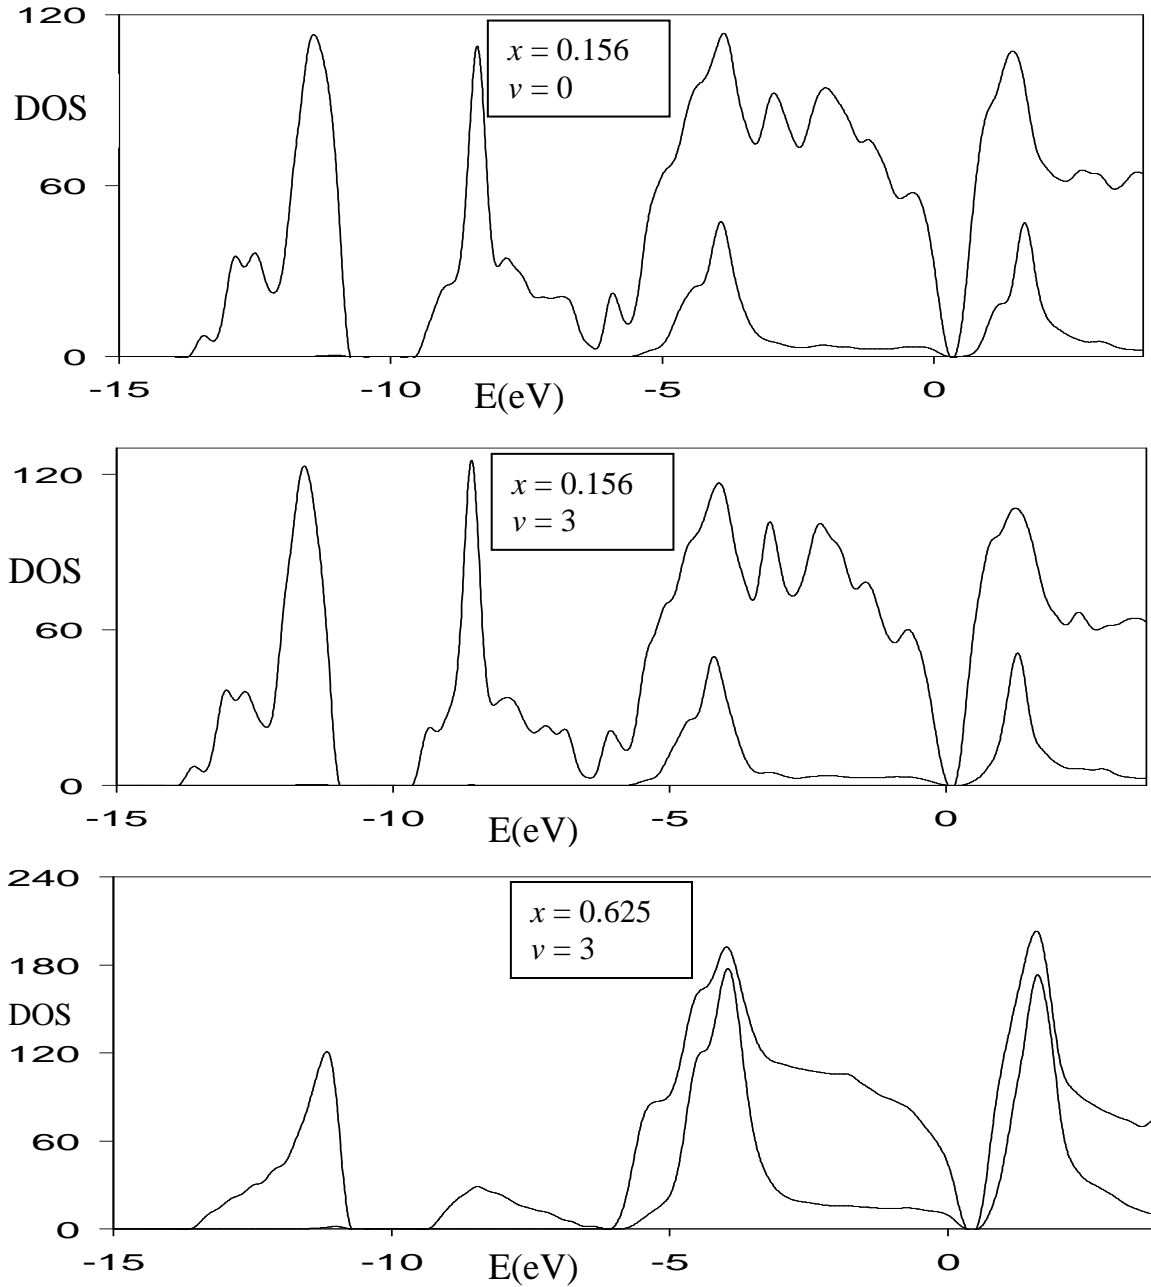 120
x = 0.156
v = 0
DOS
60
0
-15 -10 -5 0
E(eV)
120
x = 0.156
v = 3
DOS
60
0
-15 -10 -5 0
E(eV)
240
x = 0.625
v = 3
180
DOS
120
60
0
-15 -10 -5 0
E(eV)